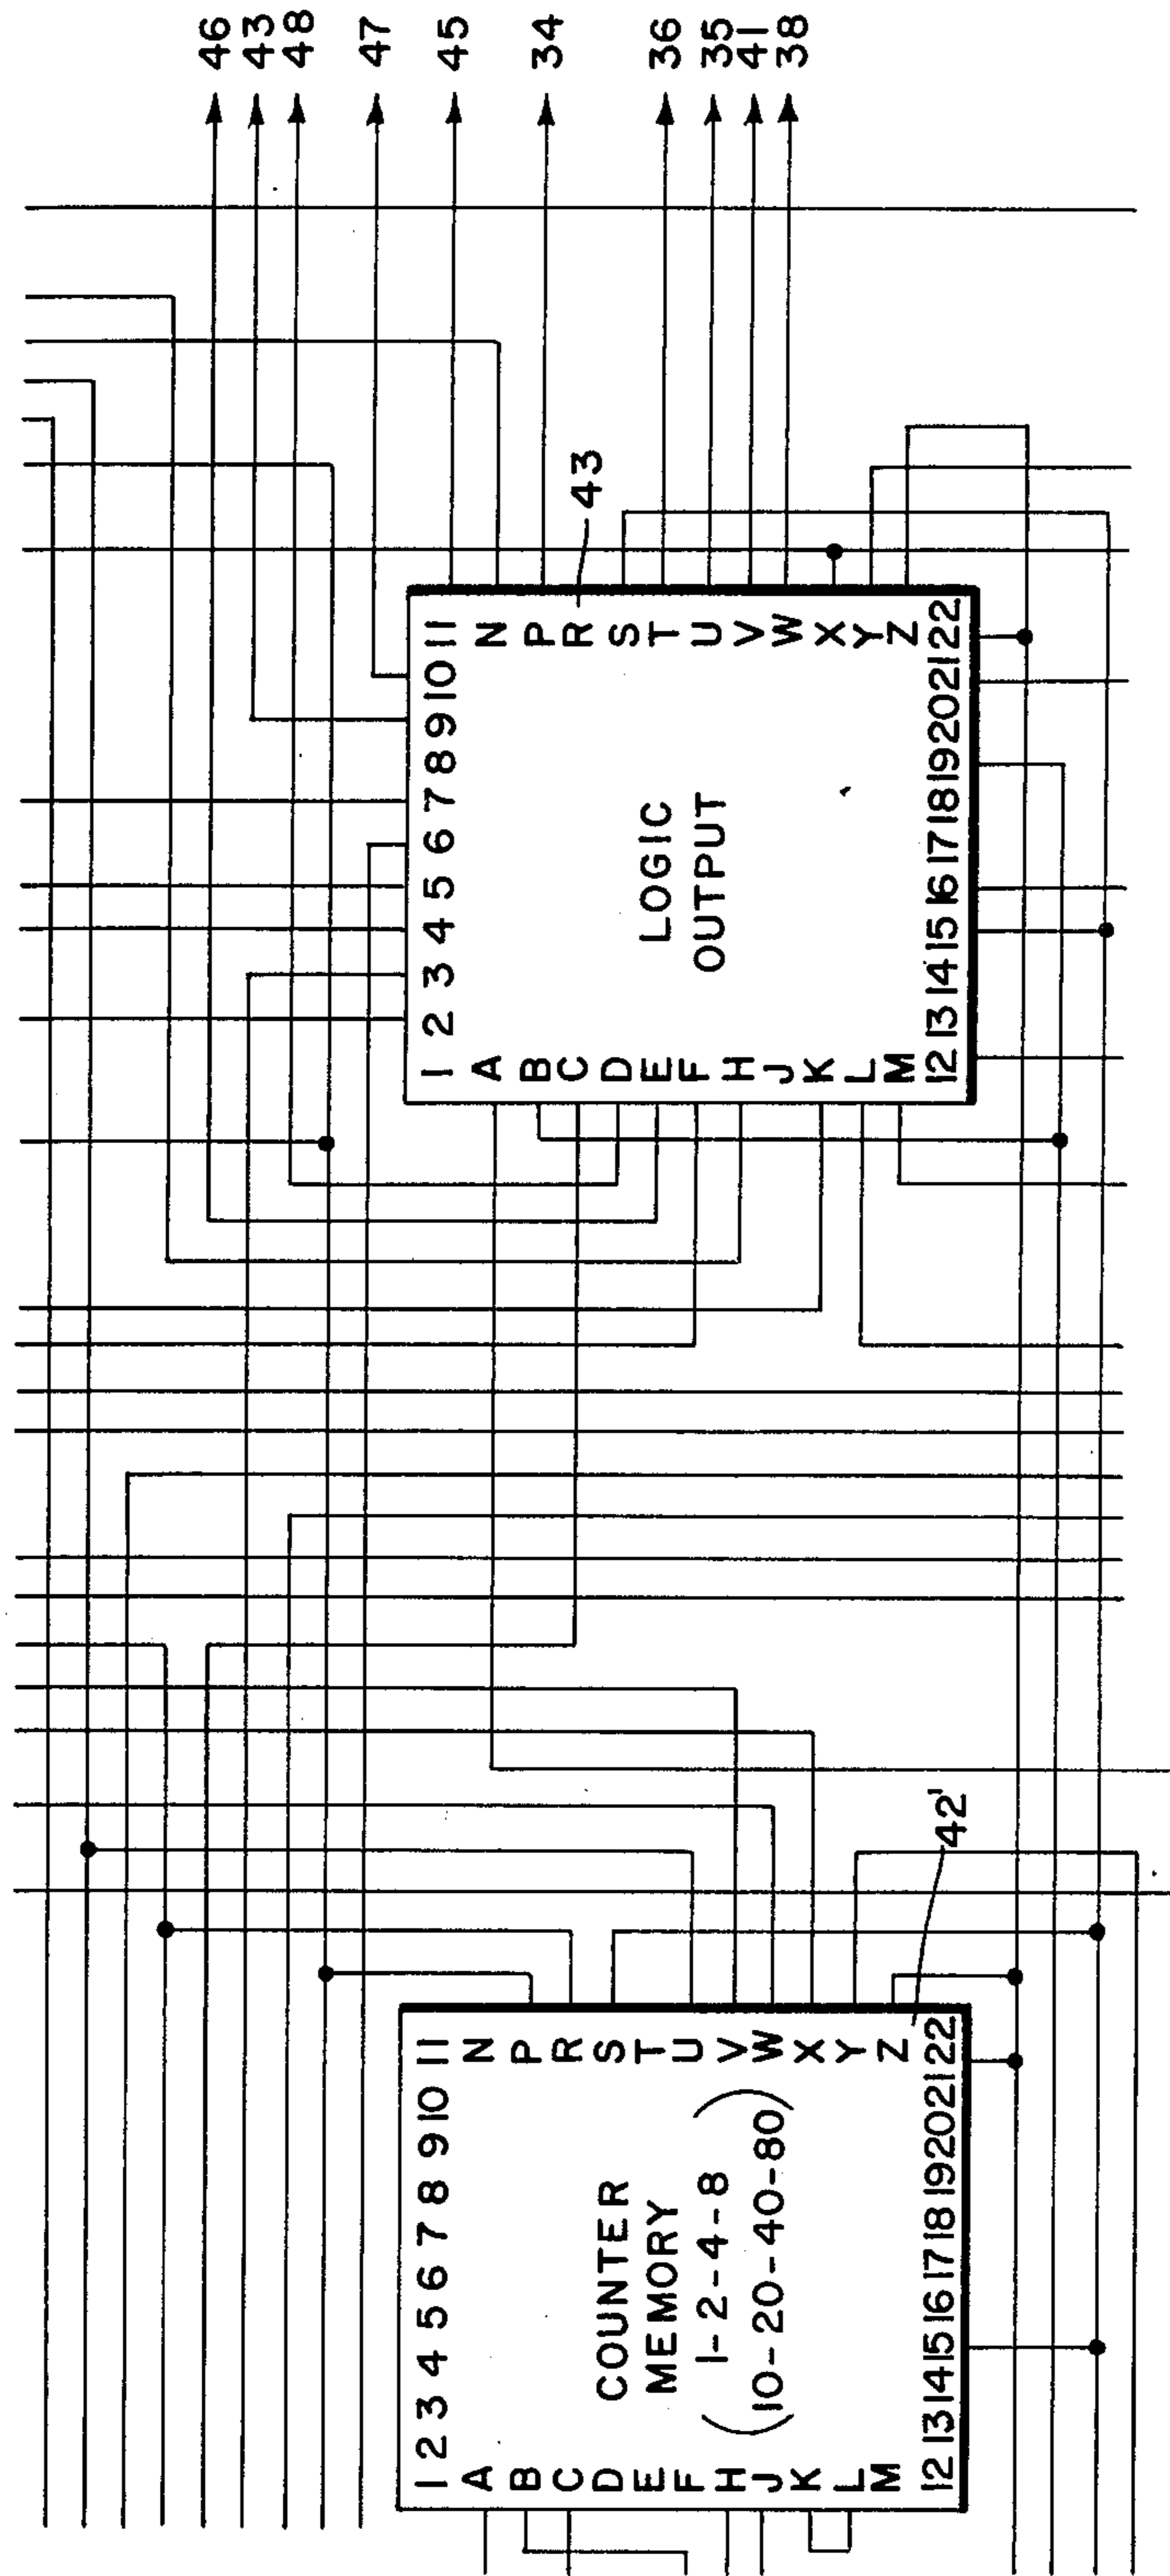 46
43
48
47
45
34
36
35
41
38
1 2 3 4 5 6 7 8 9 10 11
A
B
C
D
E
F
H
J
K
L
M
N
P
R
S
T
U
V
W
X
Y
Z
LOGIC
OUTPUT
12 13 14 15 16 17 18 19 20 21 22
43
1 2 3 4 5 6 7 8 9 10 11
A
B
C
D
E
F
H
J
K
L
M
N
P
R
S
T
U
V
W
X
Y
Z
COUNTER
MEMORY
(1-2-4-8
10-20-40-80)
12 13 14 15 16 17 18 19 20 21 22
42'